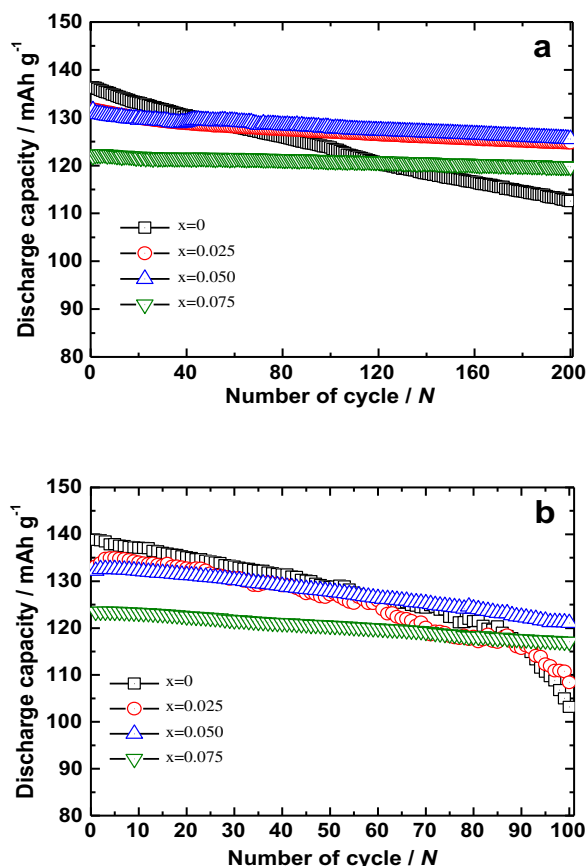 a
Discharge capacity / mAh g-1
150
140
130
120
110
100
90
80
x=0
x=0.025
x=0.050
x=0.075
0 40 80 120 160 200
Number of cycle / N
b
Discharge capacity / mAh g-1
150
140
130
120
110
100
90
80
x=0
x=0.025
x=0.050
x=0.075
0 10 20 30 40 50 60 70 80 90 100
Number of cycle / N